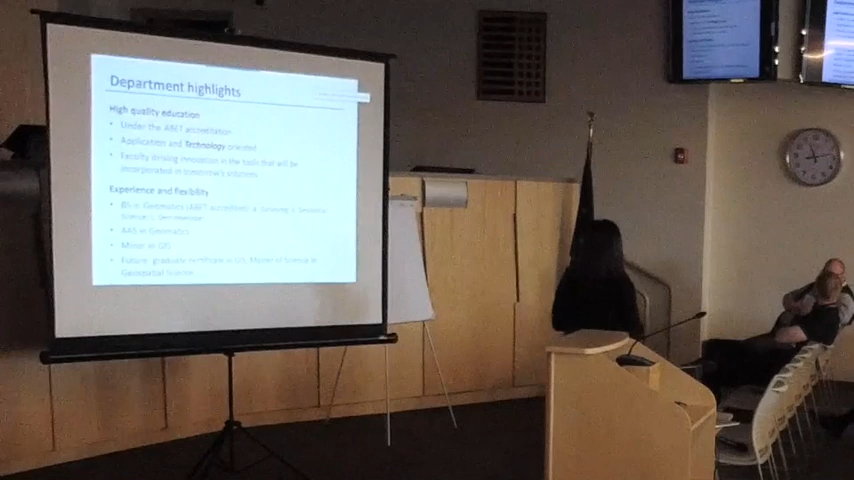 Department highlights
High quality education
• Under the ABET accreditation
• Application and Technology oriented
• Faculty driving innovation in the tools that will be
incorporated in tomorrow's solutions
Experience and flexibility
• BS in Geomatics (ABET accredited)
• AAS in Geomatics
• Minor in GIS
• Future: graduate certificate in GIS, Master of Science in
Geospatial Science